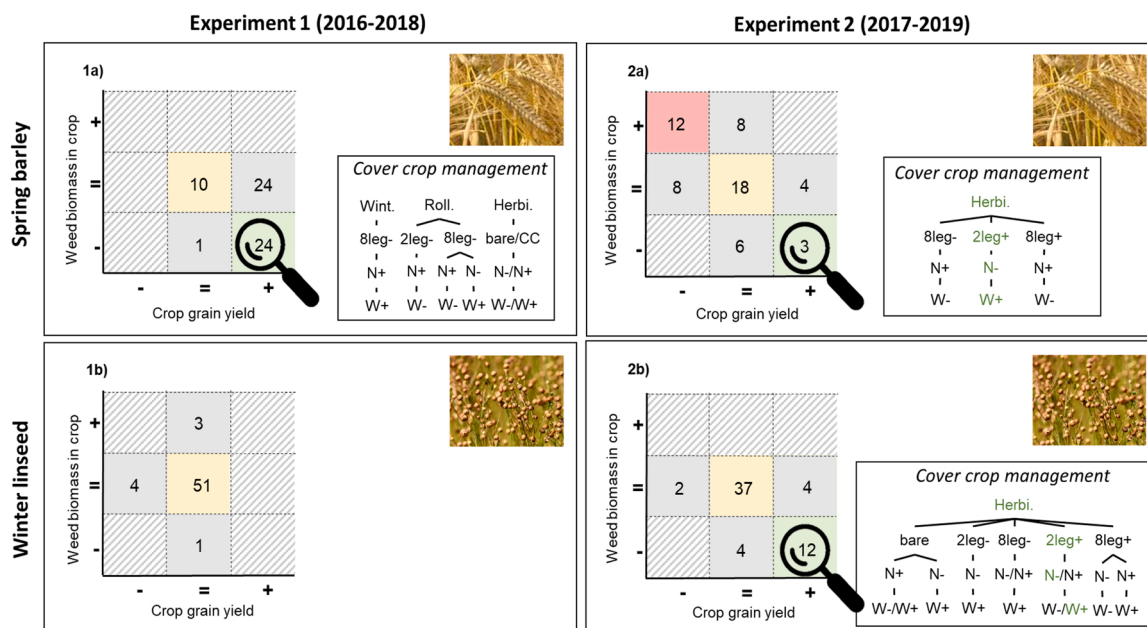 Experiment 1 (2016-2018)
Experiment 2 (2017-2019)
Spring barley
1a)
Weed biomass in crop
+
=
-
10
24
1
24
-
=
+
Crop grain yield
Cover crop management
Wint. Roll. Herbi.
8leg- 2leg- 8leg- bare/CC
N+ N+ N+ N- N-/N+
W+ W- W- W+ W-/W+
2a)
Weed biomass in crop
+
=
-
12
8
8
18
4
6
3
-
=
+
Crop grain yield
Cover crop management
Herbi.
8leg- 2leg+ 8leg+
N+ N- N+
W- W+ W-
Winter linseed
1b)
Weed biomass in crop
+
=
-
3
4
51
1
-
=
+
Crop grain yield
2b)
Weed biomass in crop
+
=
-
2
37
4
4
12
-
=
+
Crop grain yield
Cover crop management
Herbi.
bare 2leg- 8leg- 2leg+ 8leg+
N+ N- N- N-/N+ N-/N+ N- N+
W-/W+ W+ W+ W+ W-/W+ W- W+